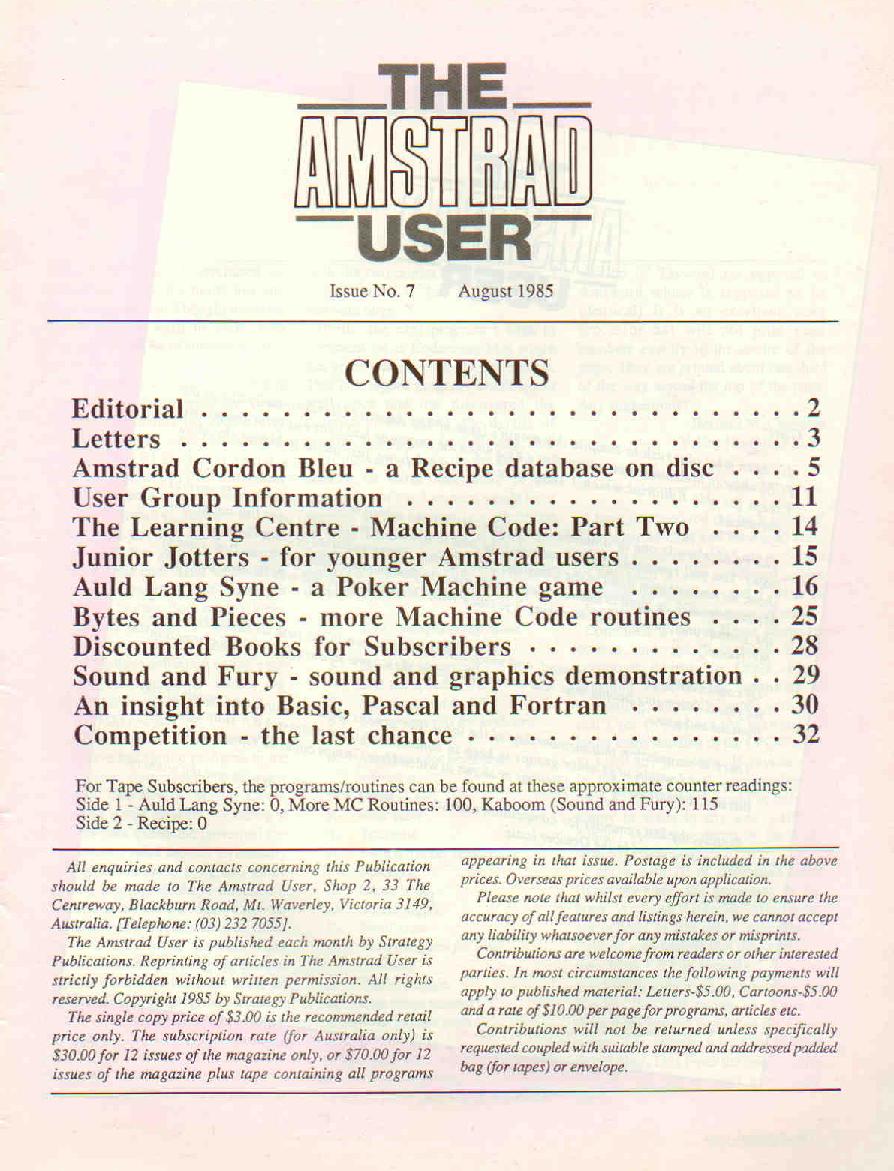 THE
AMSTRAD
USER
Issue No. 7 August 1985
CONTENTS
Editorial . . . . . . . . . . . . . . . . . . . . . . . . . . . . . . 2
Letters . . . . . . . . . . . . . . . . . . . . . . . . . . . . . . . 3
Amstrad Cordon Bleu - a Recipe database on disc . . . . 5
User Group Information . . . . . . . . . . . . . . . . . . . 11
The Learning Centre - Machine Code: Part Two . . . . 14
Junior Jotters - for younger Amstrad users . . . . . . . . 15
Auld Lang Syne - a Poker Machine game . . . . . . . . 16
Bytes and Pieces - more Machine Code routines . . . . 25
Discounted Books for Subscribers . . . . . . . . . . . . . 28
Sound and Fury - sound and graphics demonstration . . 29
An insight into Basic, Pascal and Fortran . . . . . . . . 30
Competition - the last chance . . . . . . . . . . . . . . . . 32
For Tape Subscribers, the programs/routines can be found at these approximate counter readings:
Side 1 - Auld Lang Syne: 0, More MC Routines: 100, Kaboom (Sound and Fury): 115
Side 2 - Recipe: 0
All enquiries and contacts concerning this Publication
should be made to The Amstrad User, Shop 2, 33 The
Centreway, Blackburn Road, Mt. Waverley, Victoria 3149,
Australia. [Telephone: (03) 232 7055].
The Amstrad User is published each month by Strategy
Publications. Reprinting of articles in The Amstrad User is
strictly forbidden without written permission. All rights
reserved. Copyright 1985 by Strategy Publications.
The single copy price of $3.00 is the recommended retail
price only. The subscription rate (for Australia only) is
$30.00 for 12 issues of the magazine only, or $70.00 for 12
issues of the magazine plus tape containing all programs
appearing in that issue. Postage is included in the above
prices. Overseas prices available upon application.
Please note that whilst every effort is made to ensure the
accuracy of all features and listings herein, we cannot accept
any liability whatsoever for any mistakes or misprints.
Contributions are welcome from readers or other interested
parties. In most circumstances the following payments will
apply to published material: Letters-$5.00, Cartoons-$5.00
and a rate of $10.00 per page for programs, articles etc.
Contributions will not be returned unless specifically
requested coupled with suitable stamped and addressed padded
bag (for tapes) or envelope.